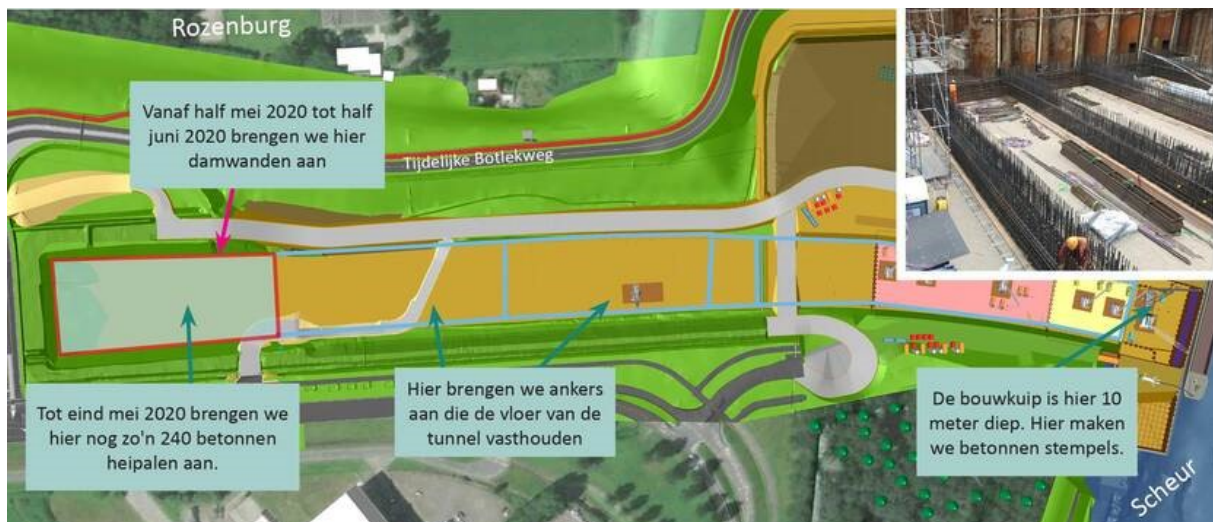 Rozenburg
Vanaf half mei 2020 tot half
juni 2020 brengen we hier
damwanden aan
Tijdelijke Botlekweg
Tot eind mei 2020 brengen we
hier nog zo'n 240 betonnen
heipalen aan.
Hier brengen we ankers
aan die de vloer van de
tunnel vasthouden
De bouwkuip is hier 10
meter diep. Hier maken
we betonnen stempels.
Scheur